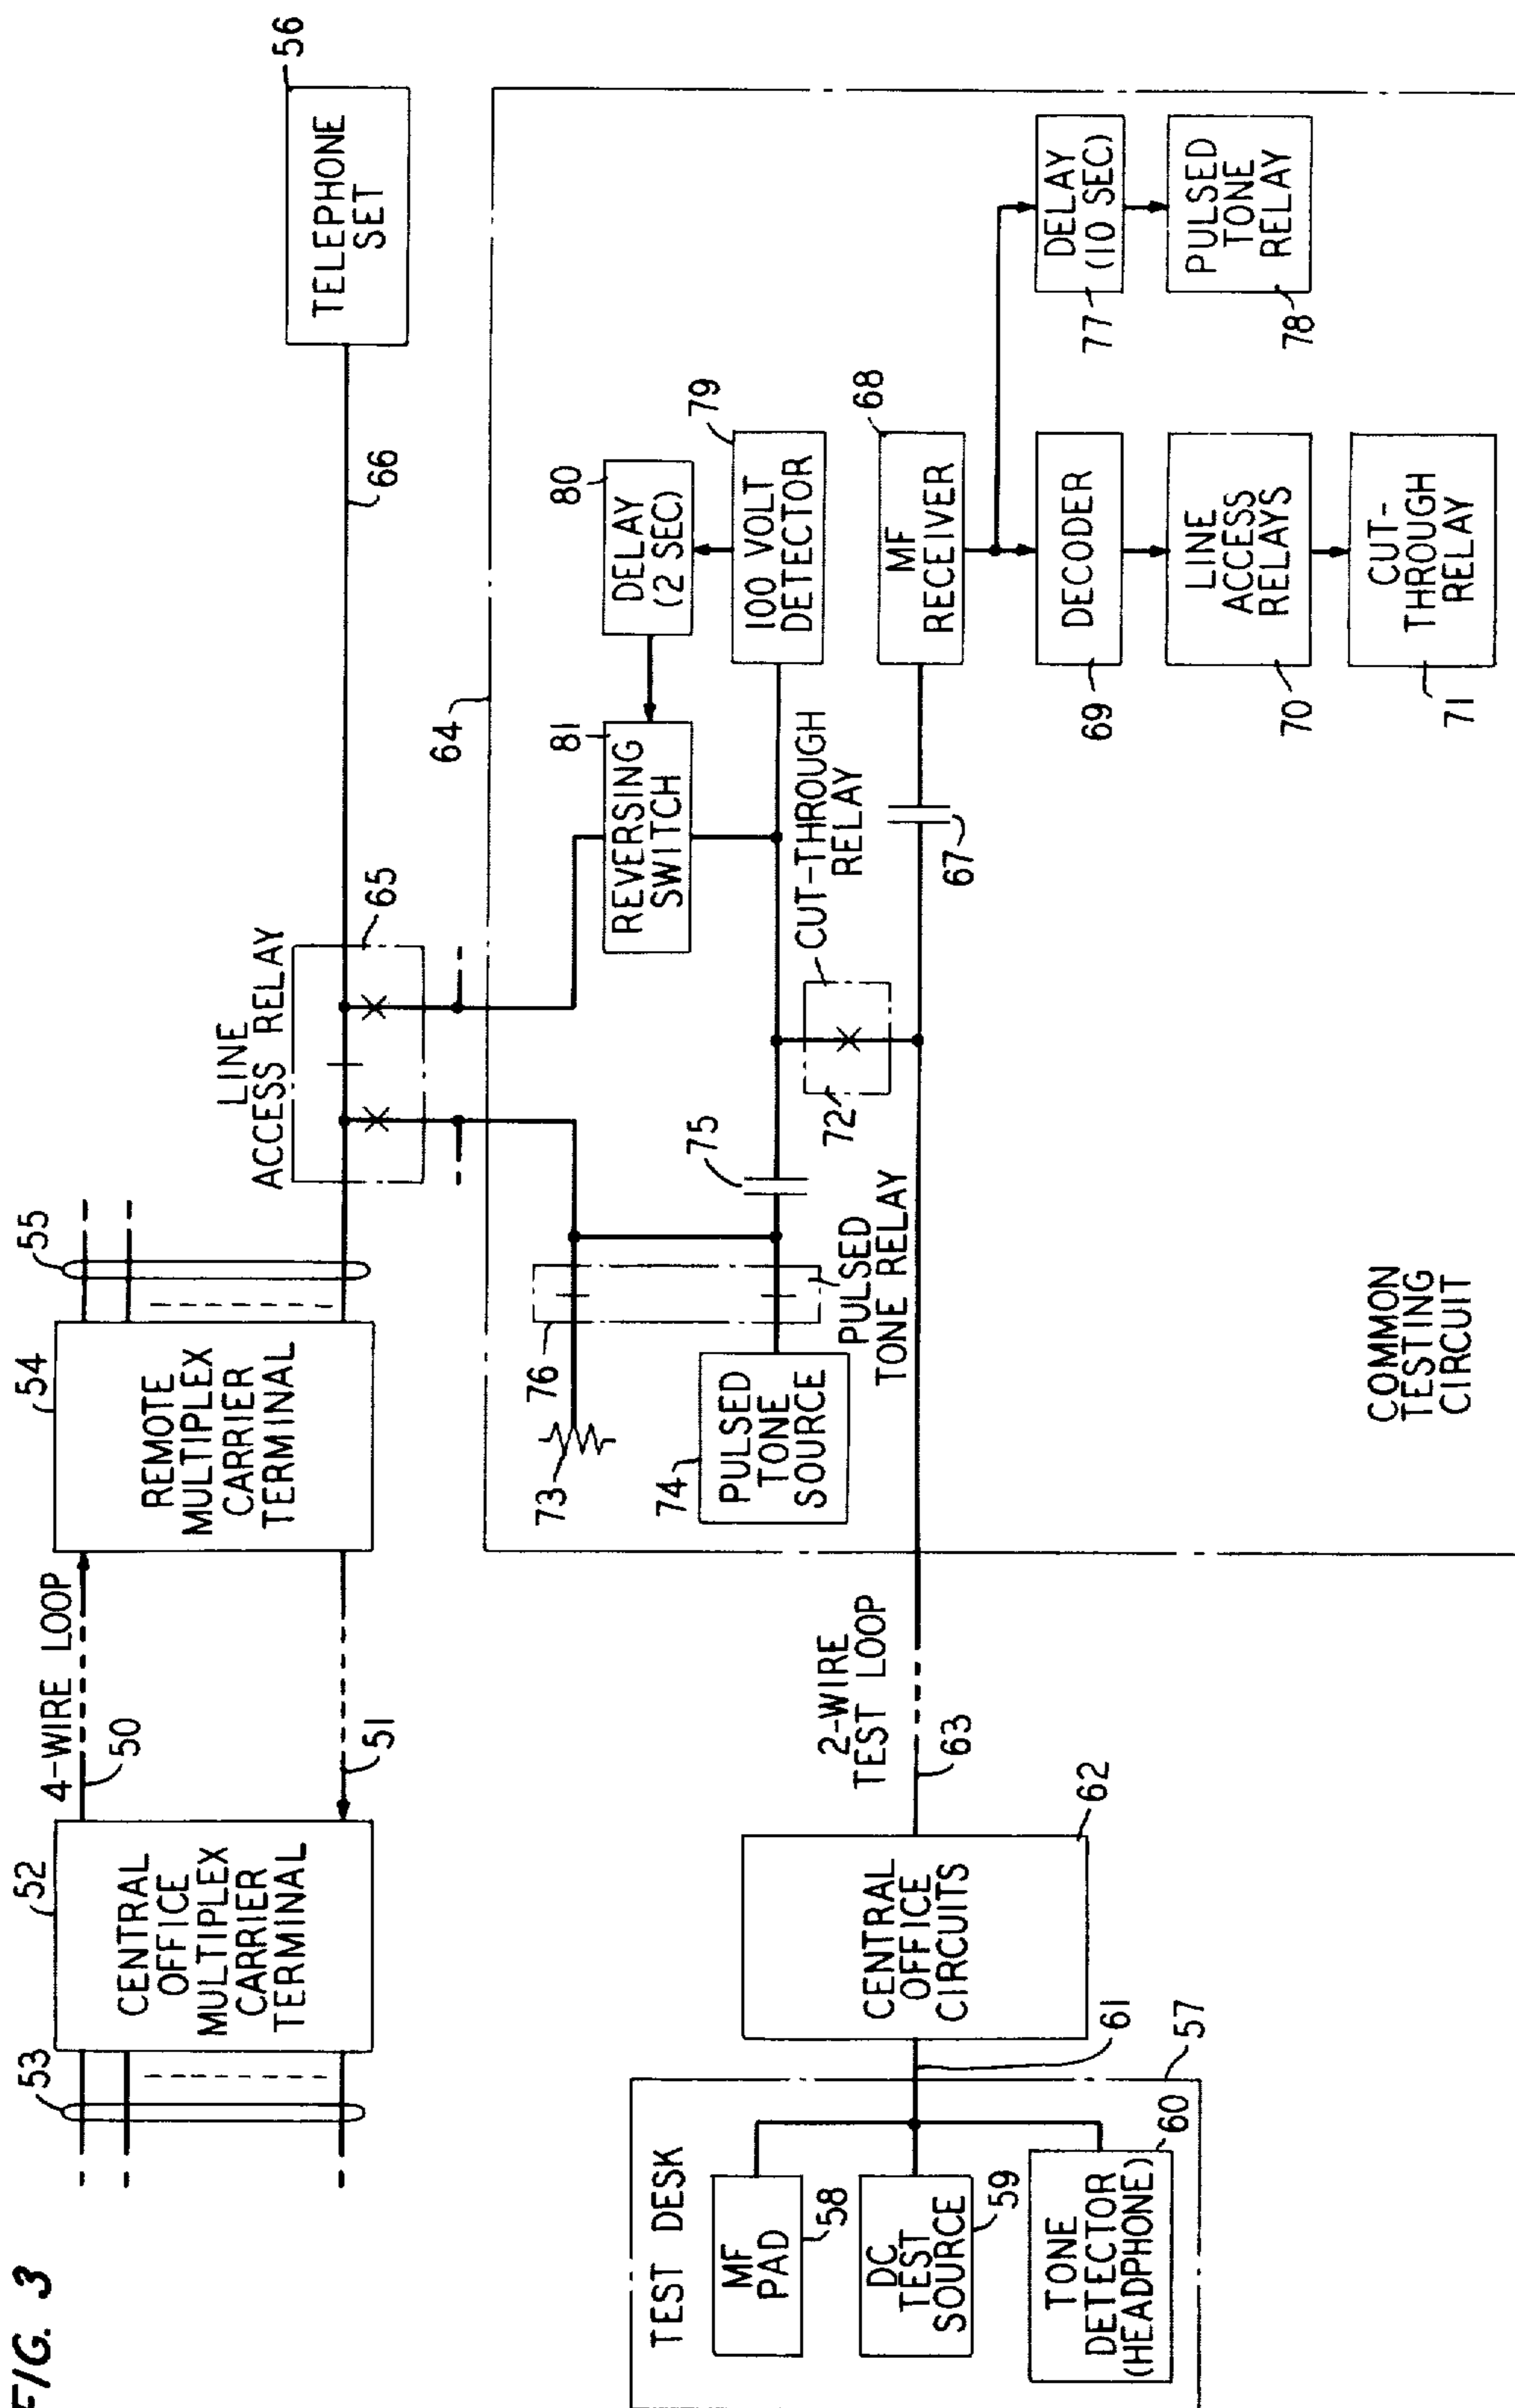 FIG. 3
53
52
CENTRAL
OFFICE
MULTIPLEX
CARRIER
TERMINAL
4-WIRE LOOP
50
51
54
REMOTE
MULTIPLEX
CARRIER
TERMINAL
55
LINE
ACCESS RELAY
65
66
56
TELEPHONE
SET
TEST DESK
MF
PAD
58
DC
TEST
SOURCE
59
TONE
DETECTOR
(HEADPHONE)
60
57
61
CENTRAL
OFFICE
CIRCUITS
62
2-WIRE
TEST LOOP
63
64
73
76
74
PULSED
TONE
SOURCE
PULSED
TONE RELAY
75
72
CUT-THROUGH
RELAY
81
REVERSING
SWITCH
80
DELAY
(2 SEC)
79
100 VOLT
DETECTOR
67
68
MF
RECEIVER
69
DECODER
70
LINE
ACCESS
RELAYS
71
CUT-
THROUGH
RELAY
77
DELAY
(10 SEC)
78
PULSED
TONE
RELAY
COMMON
TESTING
CIRCUIT